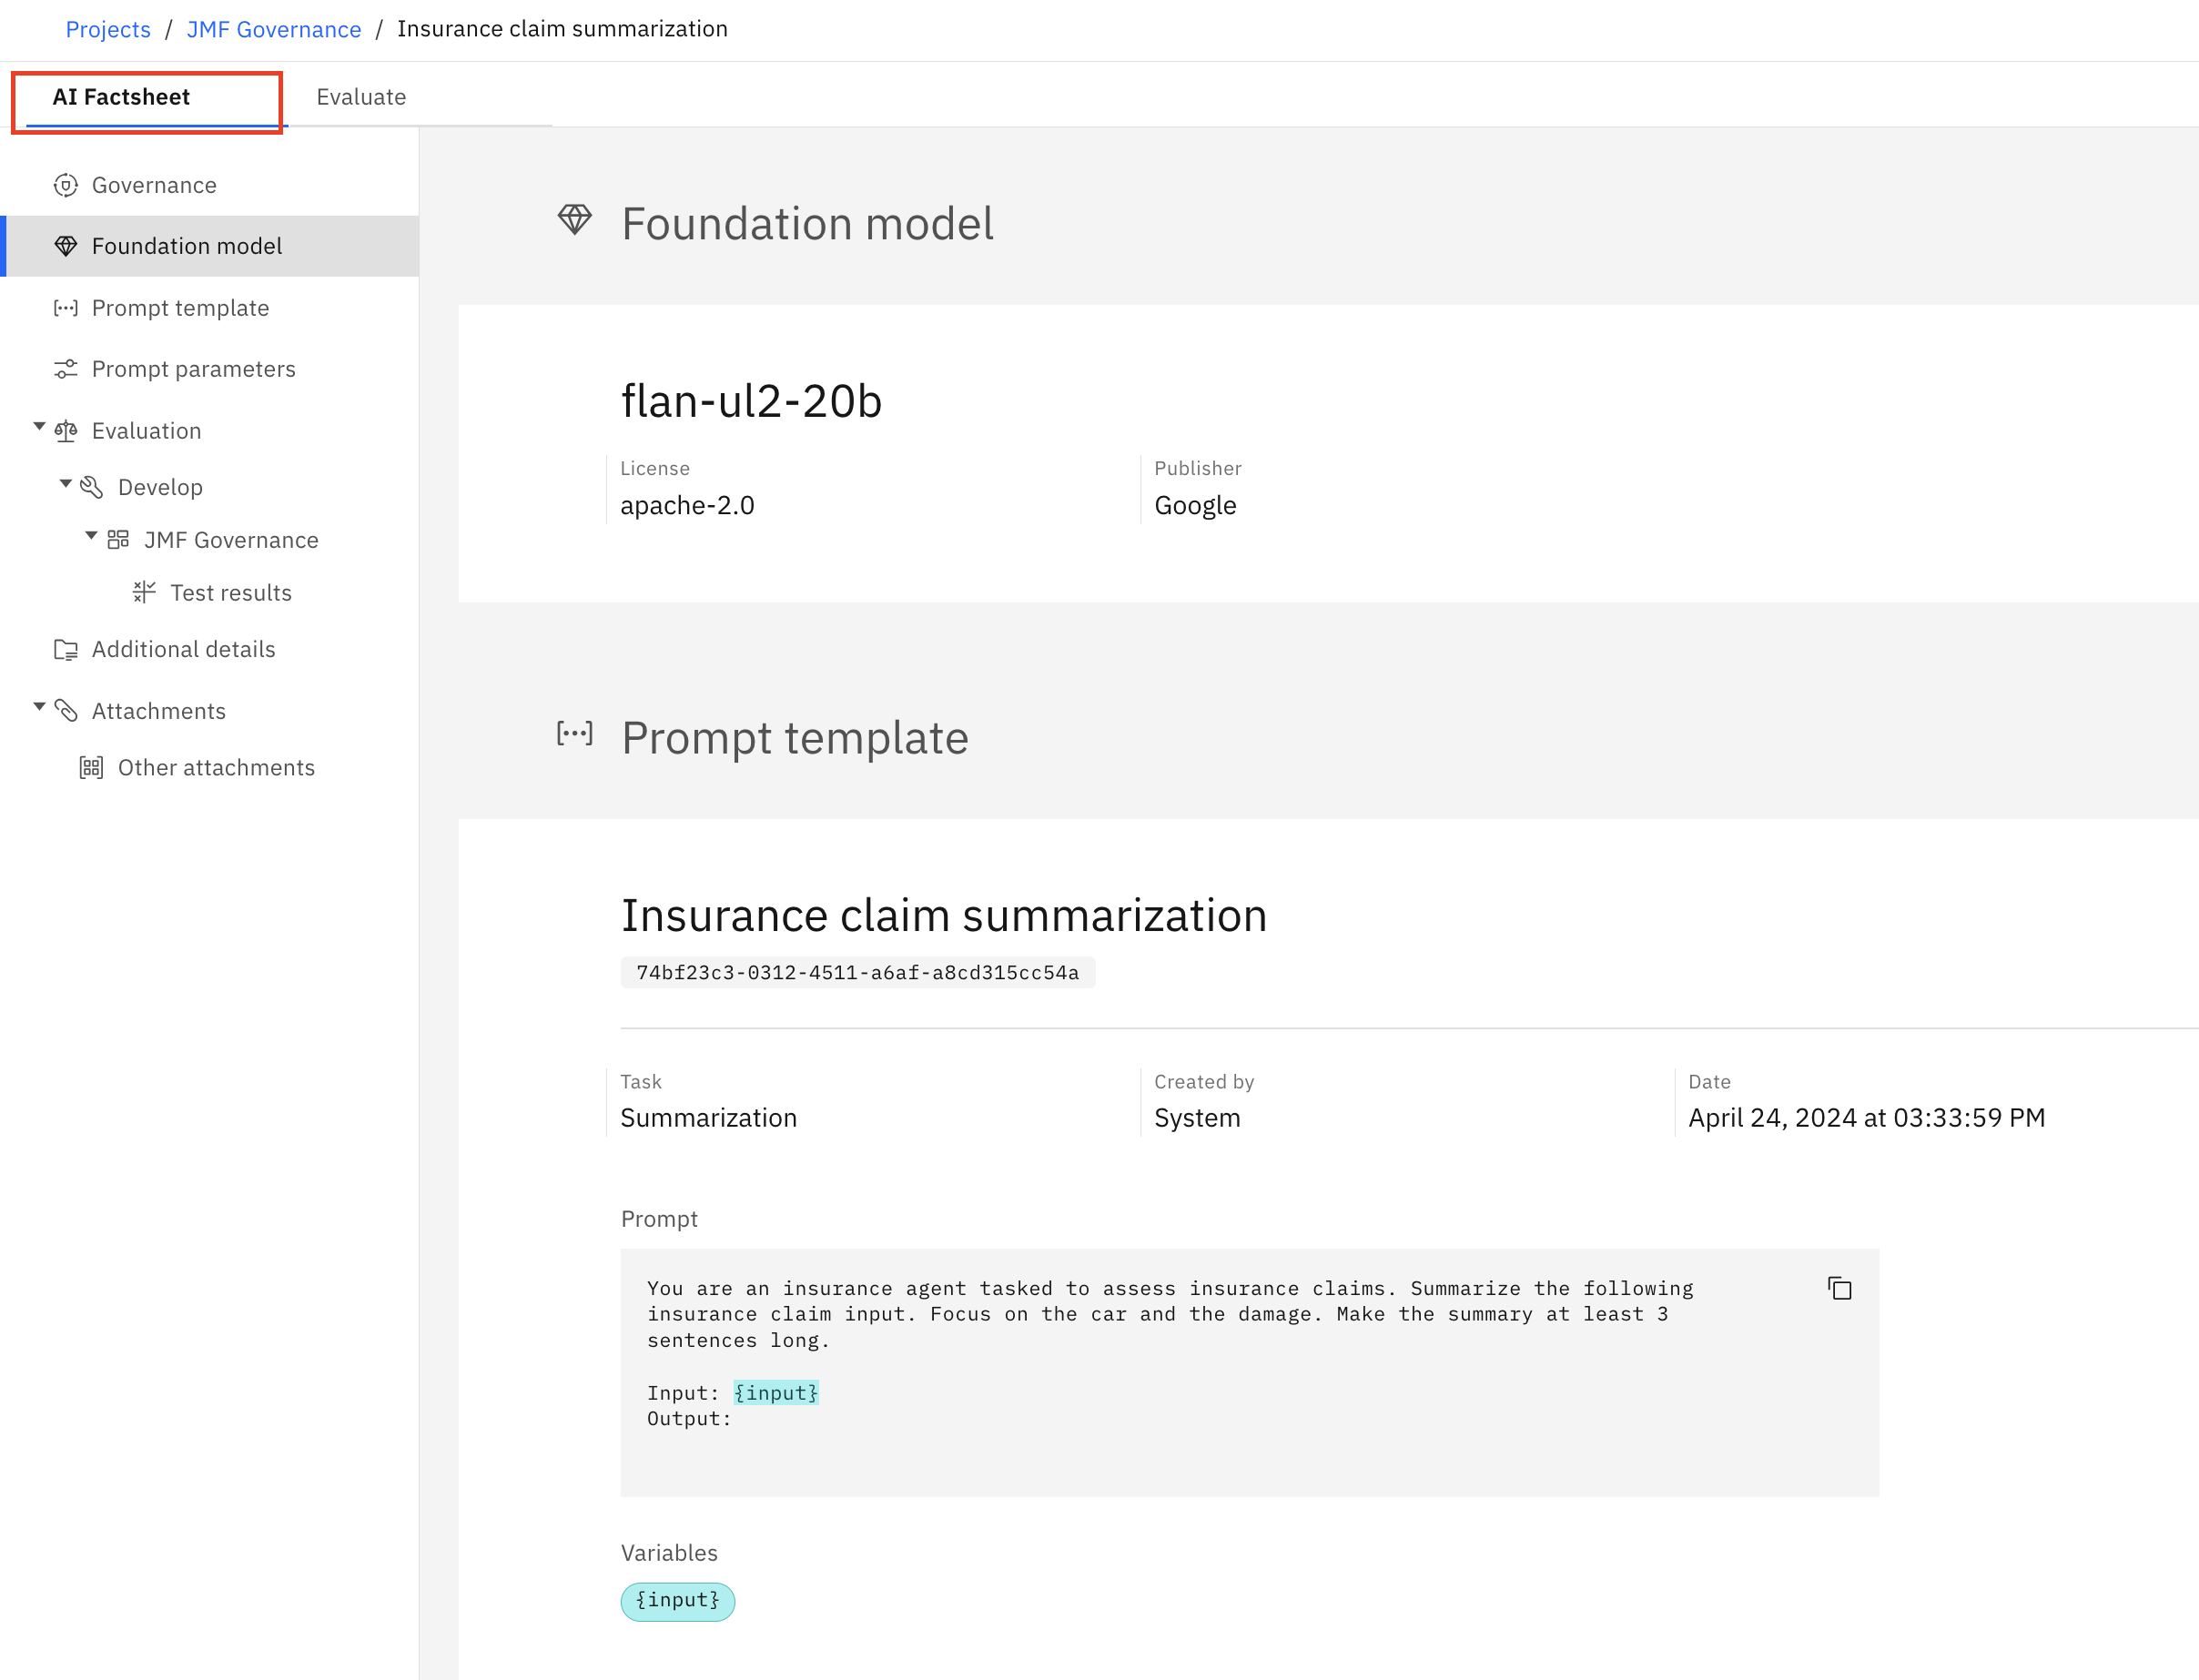 Projects / JMF Governance / Insurance claim summarization
AI Factsheet
Evaluate
Governance
Foundation model
Prompt template
Prompt parameters
Evaluation
Develop
JMF Governance
Test results
Additional details
Attachments
Other attachments
Foundation model
flan-ul2-20b
License
apache-2.0
Publisher
Google
Prompt template
Insurance claim summarization
74bf23c3-0312-4511-a6af-a8cd315cc54a
Task
Summarization
Created by
System
Date
April 24, 2024 at 03:33:59 PM
Prompt
You are an insurance agent tasked to assess insurance claims. Summarize the following
insurance claim input. Focus on the car and the damage. Make the summary at least 3
sentences long.
Input: {input}
Output:
Variables
{input}